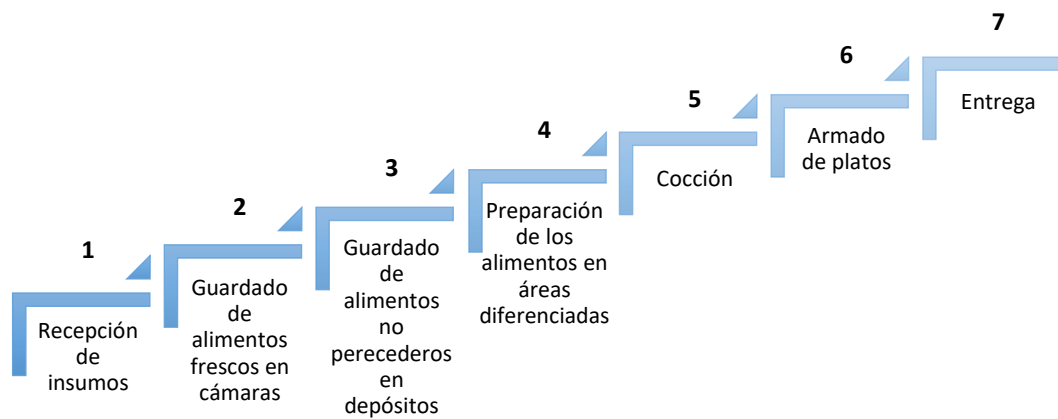 1
Recepción
de
insumos
2
Guardado
de
alimentos
frescos en
cámaras
3
Guardado
de
alimentos
no
perecederos
en
depósitos
4
Preparación
de los
alimentos en
áreas
diferenciadas
5
Cocción
6
Armado
de platos
7
Entrega